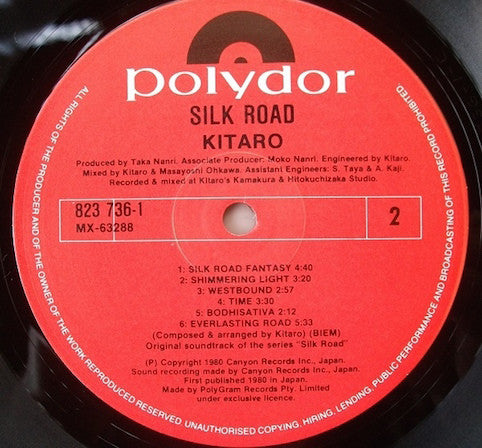 polydor
SILK ROAD
KITARO
Produced by Taka Nanri. Associate Producer: Moko Nanri. Engineered by Kitaro.
Mixed by Kitaro & Masayoshi Ohkawa. Assistant Engineers: S. Taya & A. Kaji.
Recorded & mixed at Kitaro's Kamakura & Hitokuchizaka Studio.
823 736-1
MX-63288
2
1: SILK ROAD FANTASY 4:40
2: SHIMMERING LIGHT 3:20
3: WESTBOUND 2:57
4: TIME 3:30
5: BODHISATIVA 2:12
6: EVERLASTING ROAD 5:33
(Composed & arranged by Kitaro) (BIEM)
Original soundtrack of the series "Silk Road"
(P) Copyright 1980 Canyon Records Inc., Japan.
Sound recording made by Canyon Records Inc., Japan.
First published 1980 in Japan.
Made by PolyGram Records Pty. Limited
under exclusive licence.
ALL RIGHTS OF THE PRODUCER AND OF THE OWNER OF THE WORK REPRODUCED RESERVED. UNAUTHORISED COPYING, HIRING, LENDING, PUBLIC PERFORMANCE AND BROADCASTING OF THIS RECORD PROHIBITED